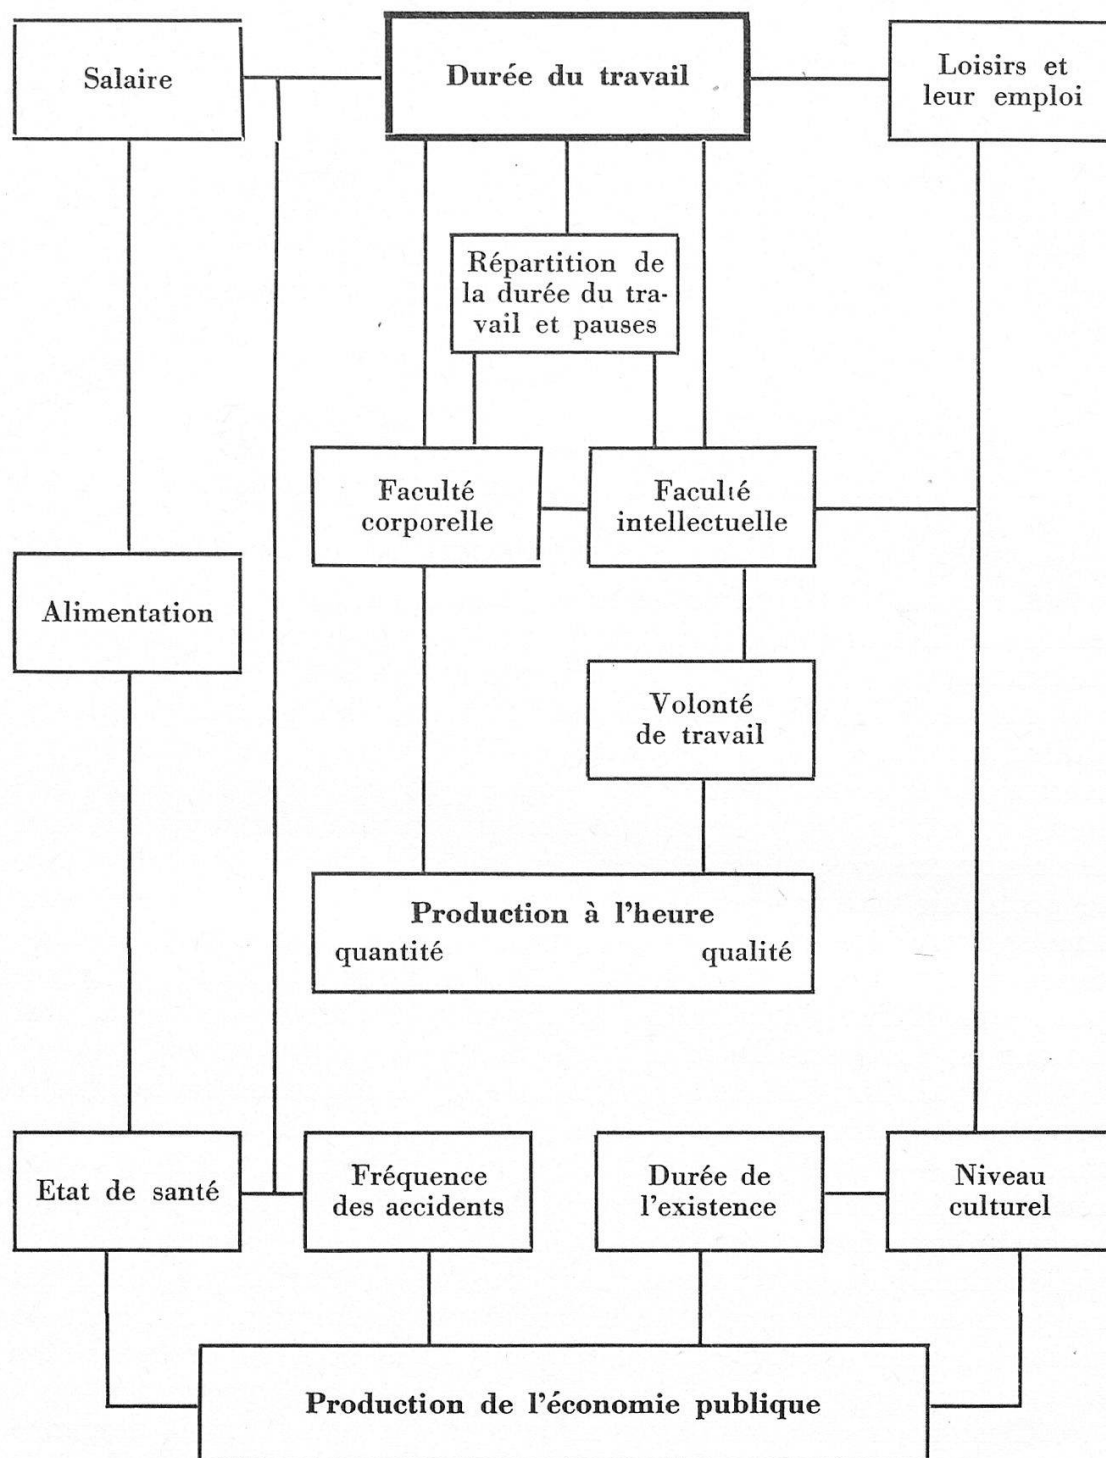 Salaire
Durée du travail
Loisirs et
leur emploi
Répartition de
la durée du tra-
vail et pauses
Faculté
corporelle
Faculté
intellectuelle
Alimentation
Volonté
de travail
Production à l'heure
quantité
qualité
Etat de santé
Fréquence
des accidents
Durée de
l'existence
Niveau
culturel
Production de l'économie publique